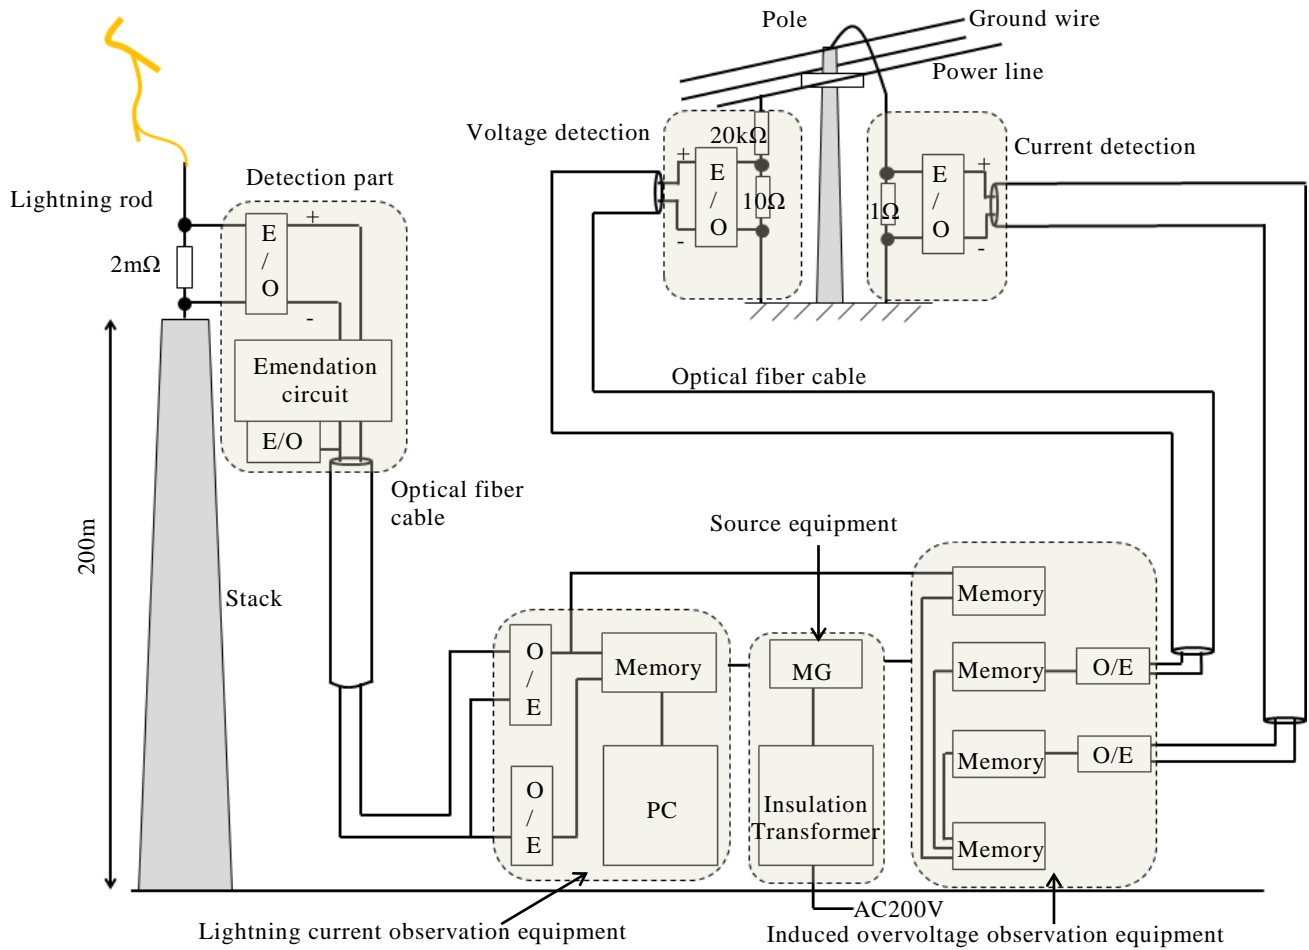 Pole
Ground wire
Power line
Voltage detection
20kΩ
Current detection
+
E
/
O
-
10Ω
1Ω
E
/
O
+
-
Lightning rod
Detection part
E
/
O
+
-
2mΩ
Emendation
circuit
E/O
Optical fiber cable
Optical fiber
cable
200m
Stack
Source equipment
O
/
E
Memory
O
/
E
PC
MG
Insulation
Transformer
AC200V
Memory
Memory
O/E
Memory
O/E
Memory
Lightning current observation equipment
Induced overvoltage observation equipment